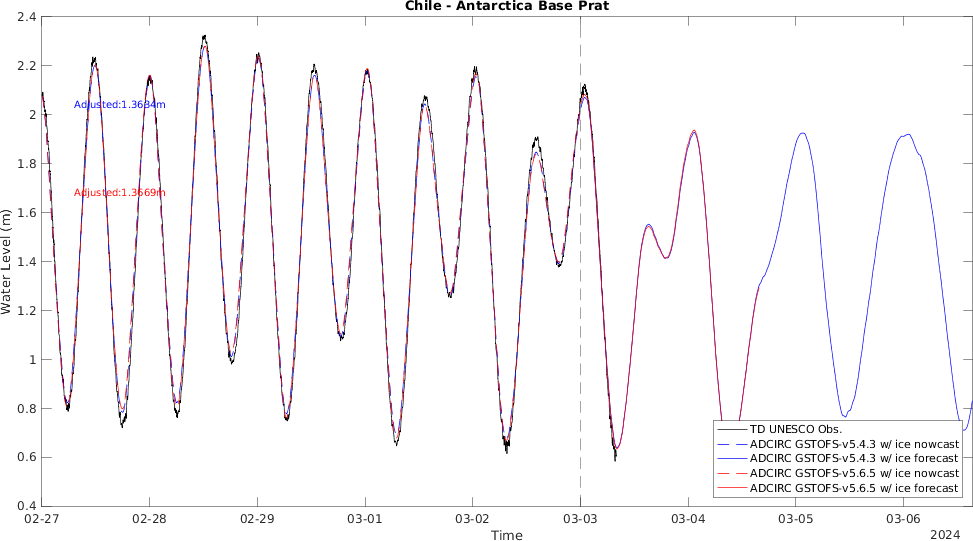 Chile - Antarctica Base Prat
2.4
2.2
2
1.8
1.6
1.4
1.2
1
0.8
0.6
0.4
Water Level (m)
Adjusted:1.3634m
Adjusted:1.3669m
TD UNESCO Obs.
ADCIRC GSTOFS-v5.4.3 w/ ice nowcast
ADCIRC GSTOFS-v5.4.3 w/ ice forecast
ADCIRC GSTOFS-v5.6.5 w/ ice nowcast
ADCIRC GSTOFS-v5.6.5 w/ ice forecast
02-27
02-28
02-29
03-01
03-02
03-03
03-04
03-05
03-06
Time
2024